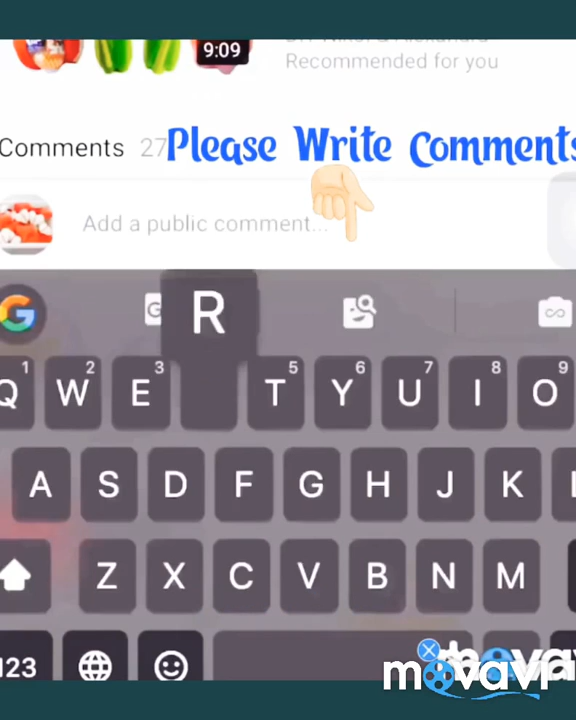 9:09
Recommended for you
Comments 27
Please Write Comments
Add a public comment...
G R
1 2 3 5 6 7 8 9
Q W E T Y U I O
A S D F G H J K
Z X C V B N M
123
movavi